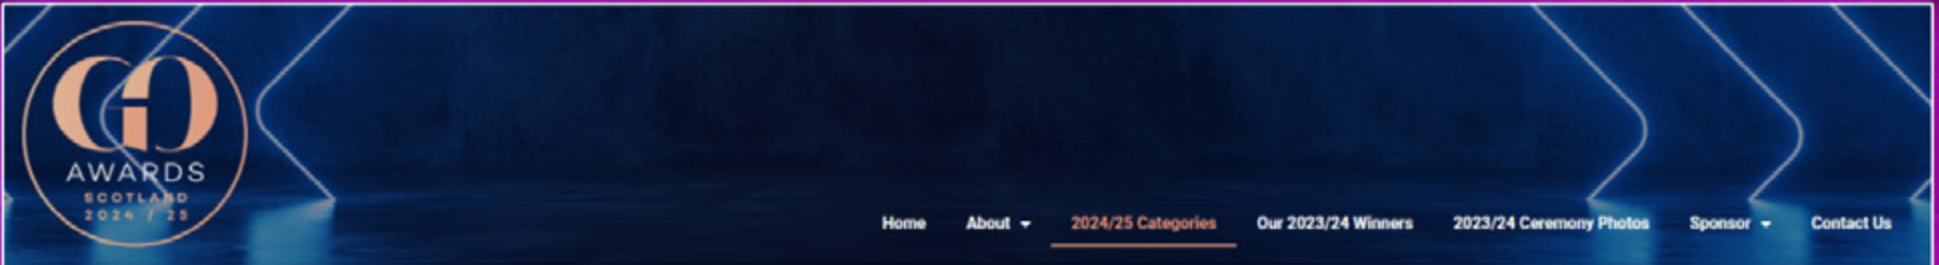 GO
AWARDS
SCOTLAND
2024 / 25
Home About 2024/25 Categories Our 2023/24 Winners 2023/24 Ceremony Photos Sponsor Contact Us